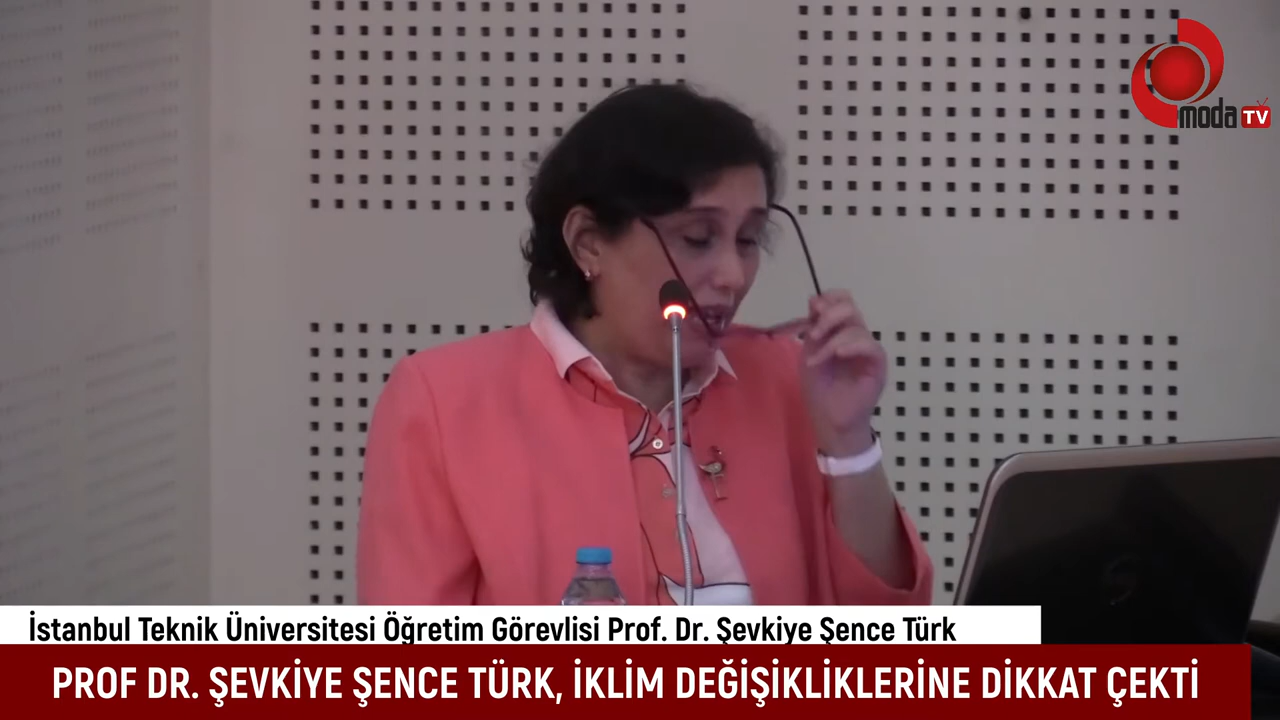 moda TV
İstanbul Teknik Üniversitesi Öğretim Görevlisi Prof. Dr. Şevkiye Şence Türk
PROF DR. ŞEVKİYE ŞENCE TÜRK, İKLİM DEĞİŞİKLİKLERİNE DİKKAT ÇEKTİ